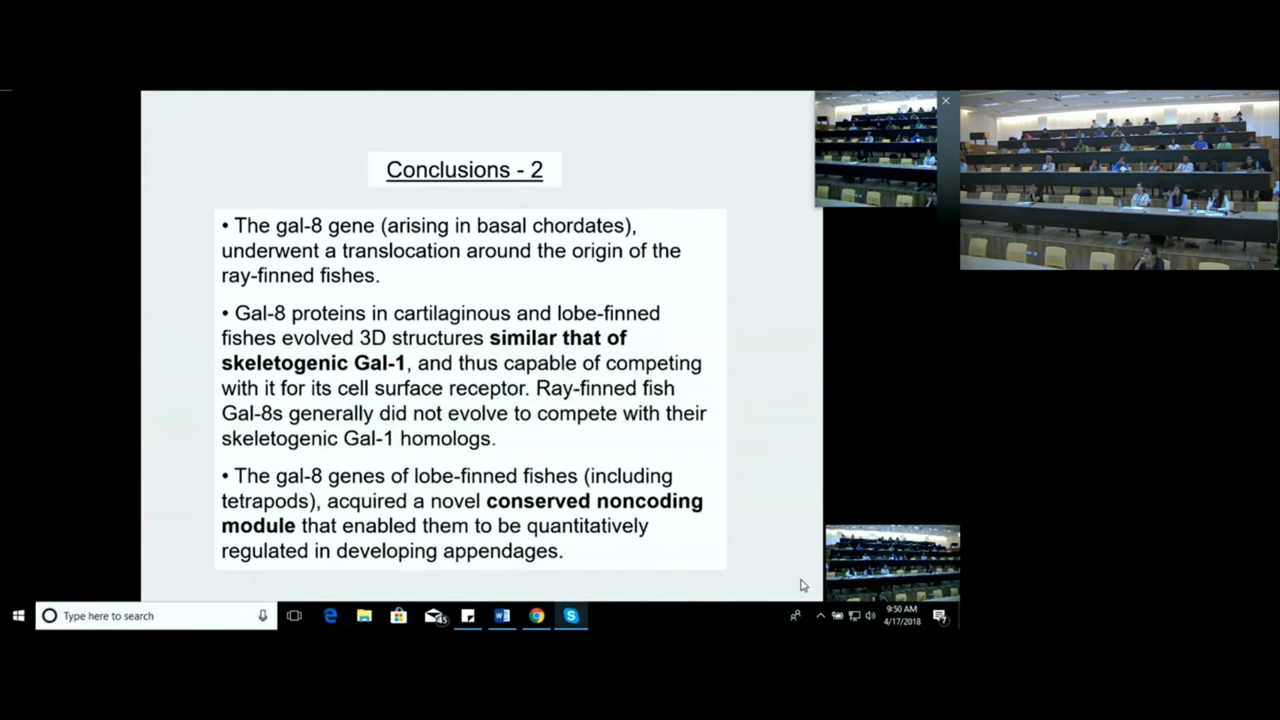 Conclusions - 2
• The gal-8 gene (arising in basal chordates),
underwent a translocation around the origin of the
ray-finned fishes.
• Gal-8 proteins in cartilaginous and lobe-finned
fishes evolved 3D structures similar that of
skeletogenic Gal-1, and thus capable of competing
with it for its cell surface receptor. Ray-finned fish
Gal-8s generally did not evolve to compete with their
skeletogenic Gal-1 homologs.
• The gal-8 genes of lobe-finned fishes (including
tetrapods), acquired a novel conserved noncoding
module that enabled them to be quantitatively
regulated in developing appendages.
Type here to search
45
9:50 AM
4/17/2018
7